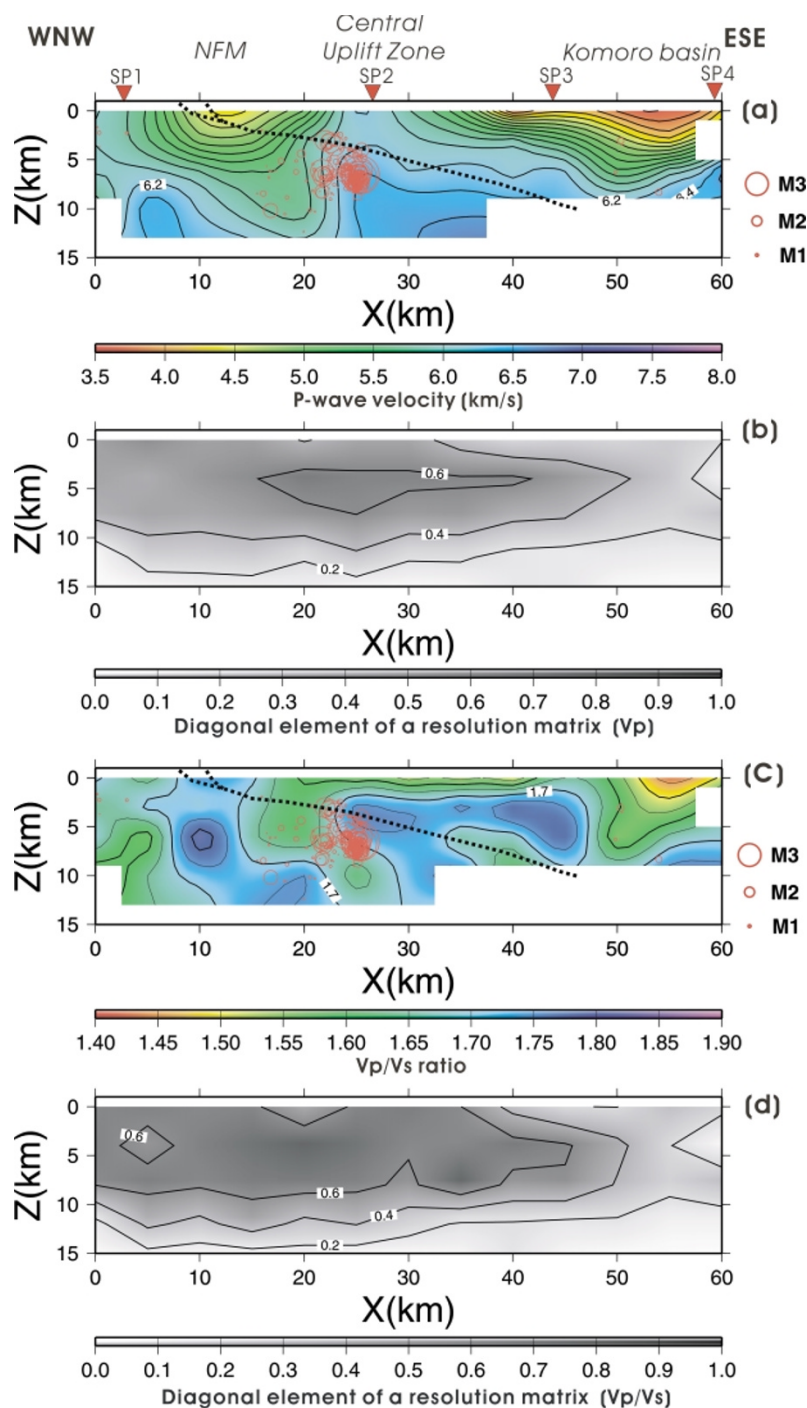 WNW
NFM
Central
Uplift Zone
Komoro basin
ESE
SP1
SP2
SP3
SP4
(a)
0
5
10
15
Z(km)
6.2
6.2
6.4
M3
M2
M1
0 10 20 30 40 50 60
X(km)
3.5 4.0 4.5 5.0 5.5 6.0 6.5 7.0 7.5 8.0
P-wave velocity (km/s)
(b)
0
5
10
15
Z(km)
0.6
0.4
0.2
0 10 20 30 40 50 60
X(km)
0.0 0.1 0.2 0.3 0.4 0.5 0.6 0.7 0.8 0.9 1.0
Diagonal element of a resolution matrix (Vp)
(C)
0
5
10
15
Z(km)
1.7
1.7
M3
M2
M1
0 10 20 30 40 50 60
X(km)
1.40 1.45 1.50 1.55 1.60 1.65 1.70 1.75 1.80 1.85 1.90
Vp/Vs ratio
(d)
0
5
10
15
Z(km)
0.6
0.6
0.4
0.2
0 10 20 30 40 50 60
X(km)
0.0 0.1 0.2 0.3 0.4 0.5 0.6 0.7 0.8 0.9 1.0
Diagonal element of a resolution matrix (Vp/Vs)